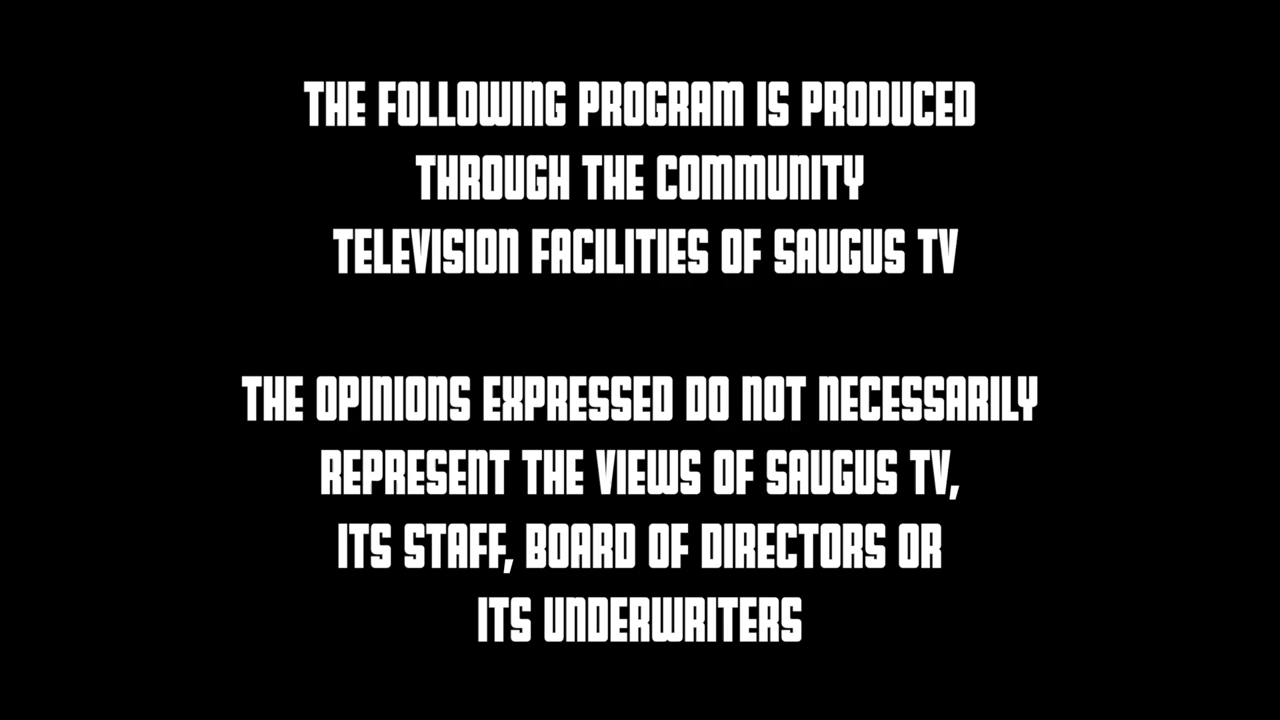 THE FOLLOWING PROGRAM IS PRODUCED
THROUGH THE COMMUNITY
TELEVISION FACILITIES OF SAUGUS TV
THE OPINIONS EXPRESSED DO NOT NECESSARILY
REPRESENT THE VIEWS OF SAUGUS TV,
ITS STAFF, BOARD OF DIRECTORS OR
ITS UNDERWRITERS